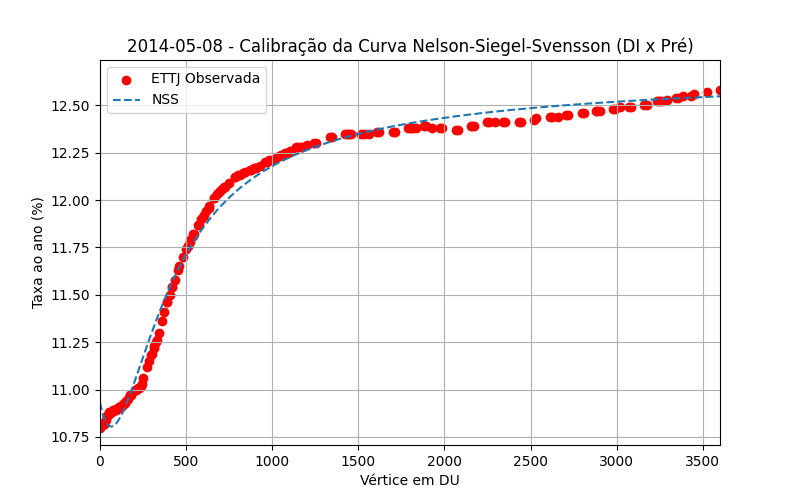 2014-05-08 - Calibração da Curva Nelson-Siegel-Svensson (DI x Pré)
ETTJ Observada
NSS
Taxa ao ano (%)
12.50
12.25
12.00
11.75
11.50
11.25
11.00
10.75
0 500 1000 1500 2000 2500 3000 3500
Vértice em DU